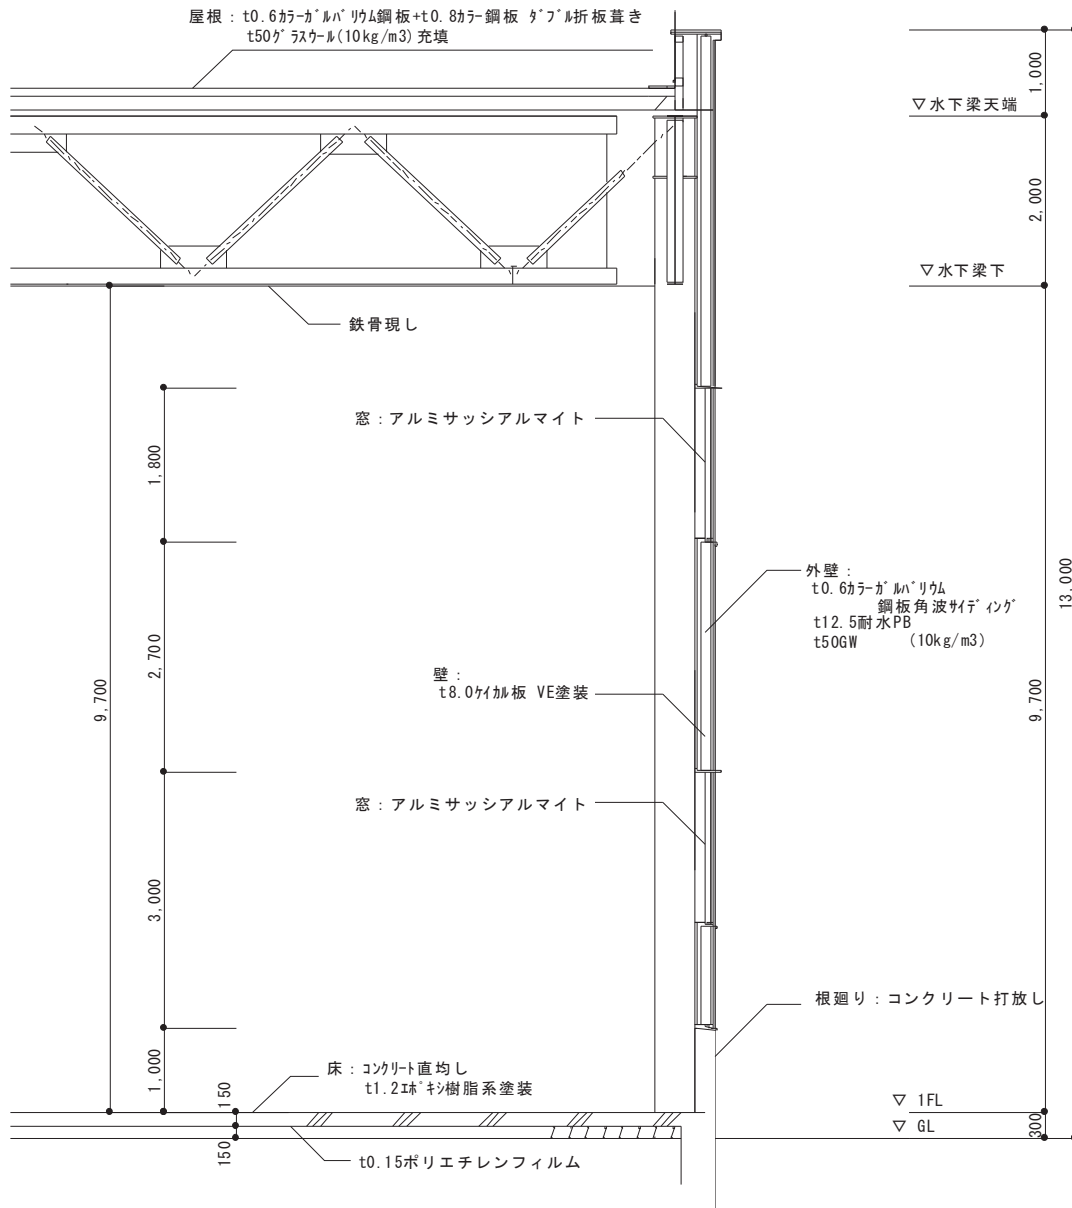 屋根：t0.6ｶﾗｰｶﾞﾙﾊﾞﾘｳﾑ鋼板+t0.8ｶﾗｰ鋼板 ﾀﾞﾌﾞﾙ折板葺き
t50ｸﾞﾗｽｳｰﾙ(10kg/m3)充填
1,000
▽水下梁天端
2,000
▽水下梁下
鉄骨現し
窓：アルミサッシアルマイト
1,800
外壁：
t0.6ｶﾗｰｶﾞﾙﾊﾞﾘｳﾑ
鋼板角波ｻｲﾃﾞｨﾝｸﾞ
t12.5耐水PB
t50GW (10kg/m3)
13,000
2,700
壁：
t8.0ｹｲｶﾙ板 VE塗装
9,700
9,700
窓：アルミサッシアルマイト
3,000
根廻り：コンクリート打放し
1,000
床：ｺﾝｸﾘｰﾄ直均し
t1.2ｴﾎﾟｷｼ樹脂系塗装
150
▽ 1FL
▽ GL
300
150
t0.15ポリエチレンフィルム